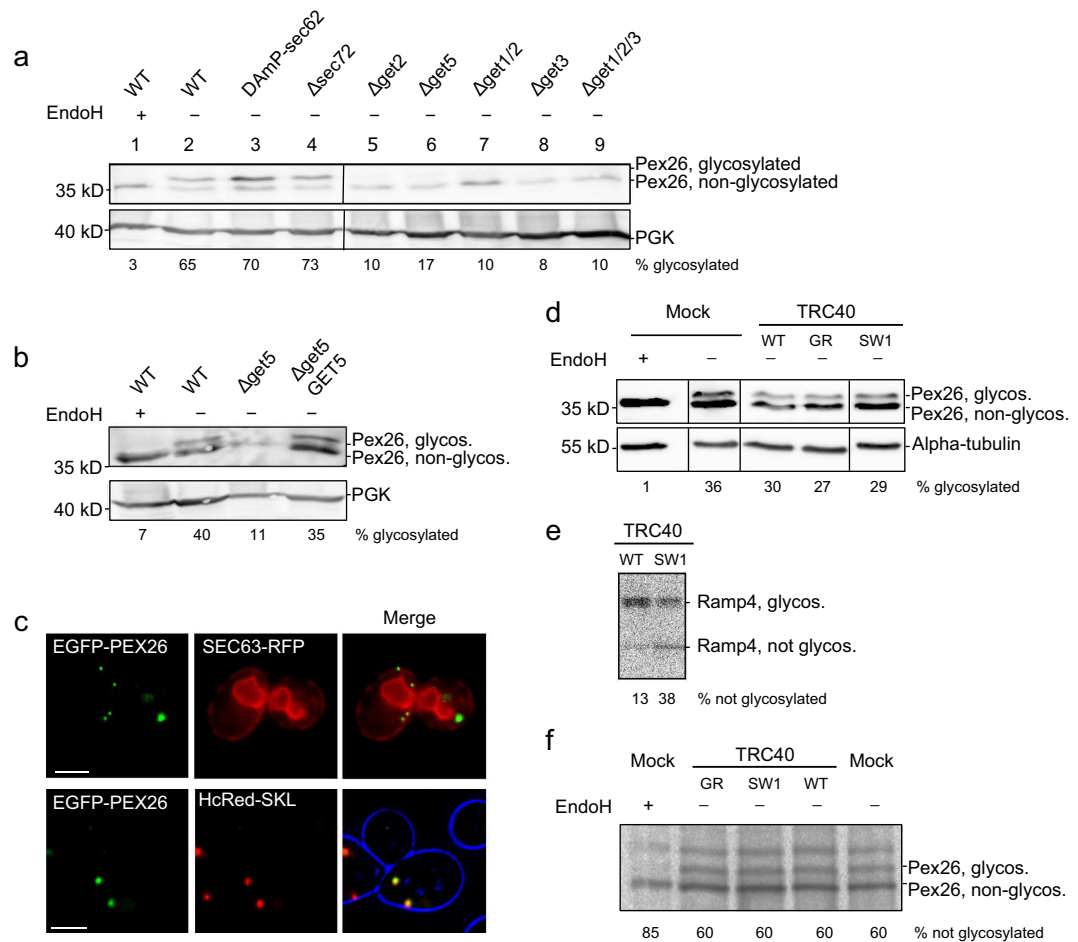 a
WT WT DAmP-sec62 Δsec72 Δget2 Δget5 Δget1/2 Δget3 Δget1/2/3
EndoH + – – – – – – – –
1 2 3 4 5 6 7 8 9
Pex26, glycosylated
35 kD Pex26, non-glycosylated
40 kD PGK
3 65 70 73 10 17 10 8 10 % glycosylated
b
WT WT Δget5 Δget5 GET5
EndoH + – – –
Pex26, glycos.
Pex26, non-glycos.
35 kD
PGK
40 kD
7 40 11 35 % glycosylated
c
Merge
EGFP-PEX26 SEC63-RFP
EGFP-PEX26 HcRed-SKL
d
Mock TRC40
WT GR SW1
EndoH + – – – –
Pex26, glycos.
35 kD Pex26, non-glycos.
55 kD Alpha-tubulin
1 36 30 27 29 % glycosylated
e
TRC40
WT SW1
Ramp4, glycos.
Ramp4, not glycos.
13 38 % not glycosylated
f
Mock TRC40 Mock
GR SW1 WT
EndoH + – – – –
Pex26, glycos.
Pex26, non-glycos.
85 60 60 60 60 % not glycosylated